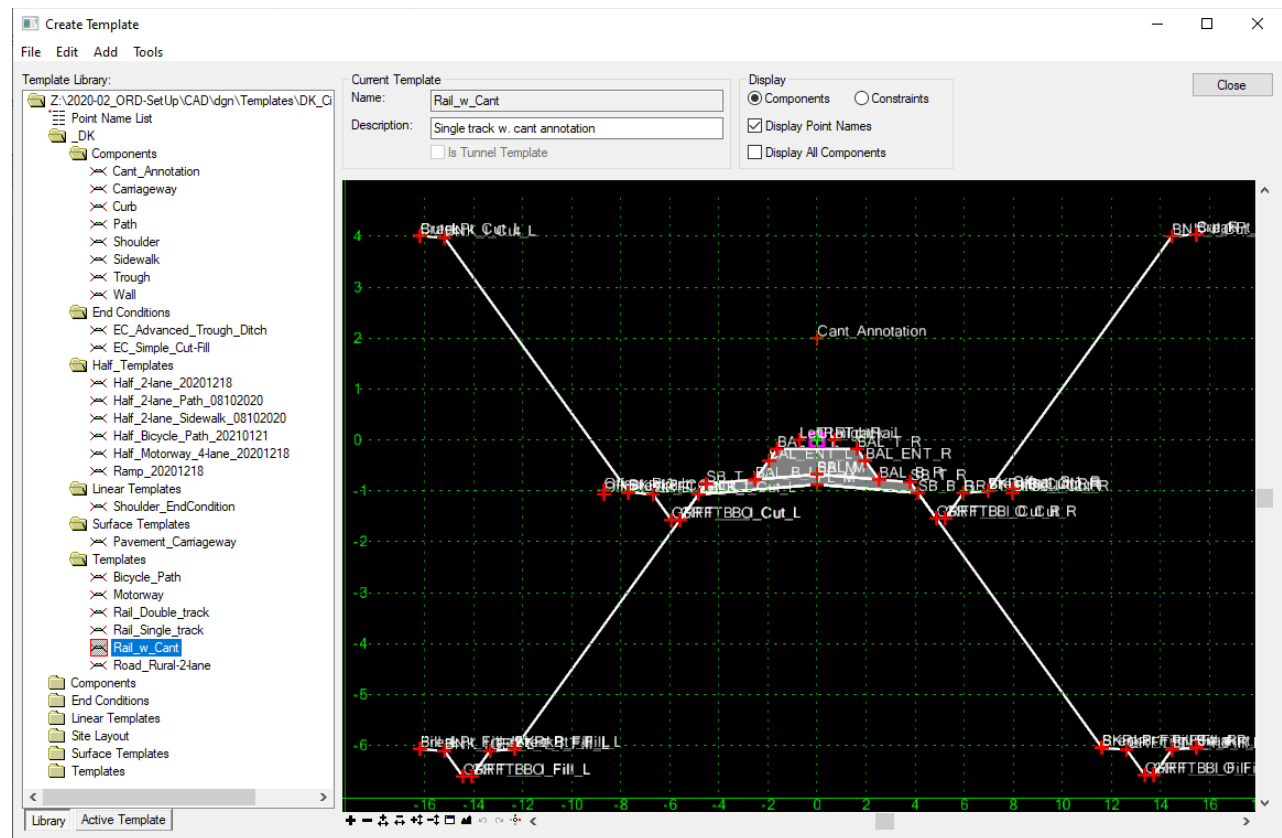 Create Template
File Edit Add Tools
Template Library:
Z:\2020-02_ORD-SetUp\CAD\dgn\Templates\DK_Ci
Point Name List
_DK
Components
Cant_Annotation
Carriageway
Curb
Path
Shoulder
Sidewalk
Trough
Wall
End Conditions
EC_Advanced_Trough_Ditch
EC_Simple_Cut-Fill
Half_Templates
Half_2-lane_20201218
Half_2-lane_Path_08102020
Half_2-lane_Sidewalk_08102020
Half_Bicycle_Path_20210121
Half_Motorway_4-lane_20201218
Ramp_20201218
Linear Templates
Shoulder_EndCondition
Surface Templates
Pavement_Carriageway
Templates
Bicycle_Path
Motorway
Rail_Double_track
Rail_Single_track
Rail_w_Cant
Road_Rural-2-lane
Components
End Conditions
Linear Templates
Site Layout
Surface Templates
Templates
Library Active Template
Current Template
Name: Rail_w_Cant
Description: Single track w. cant annotation
Is Tunnel Template
Display
Components Constraints
Display Point Names
Display All Components
Close
4
3
2
Cant_Annotation
1
0
BAL_T_R
BAL_ENT_L
BAL_ENT_R
SB_T_L
-1
-2
-3
-4
-5
-6
-16 -14 -12 -10 -8 -6 -4 -2 0 2 4 6 8 10 12 14 16